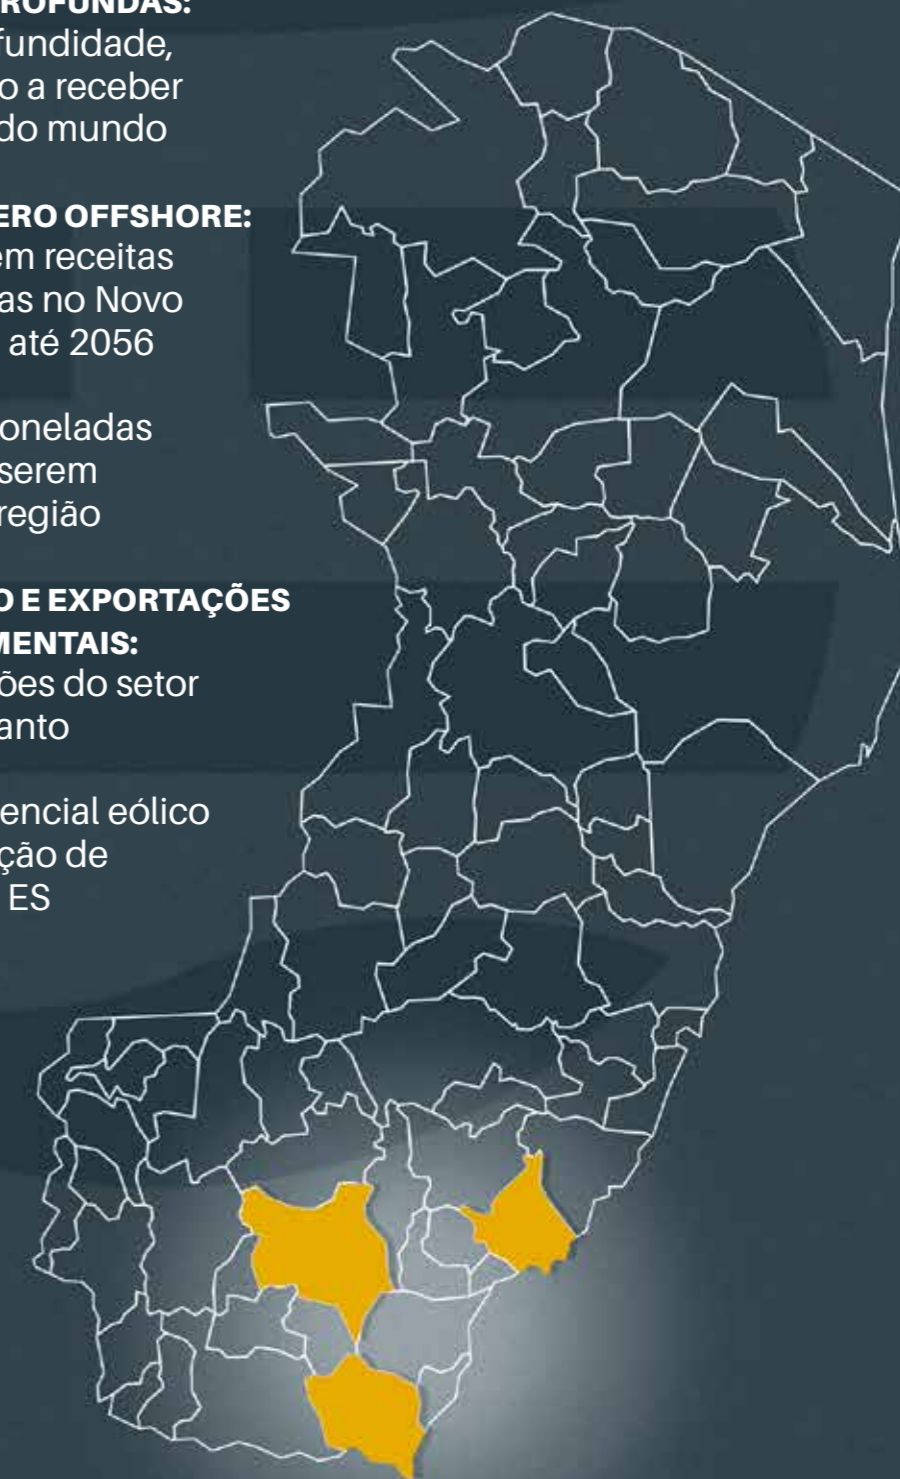 ROFUNDAS:
fundidade,
o a receber
do mundo
ERO OFFSHORE:
em receitas
as no Novo
até 2056
oneladas
serem
região
O E EXPORTAÇÕES
MENTAIS:
ões do setor
anto
encial eólico
ção de
ES